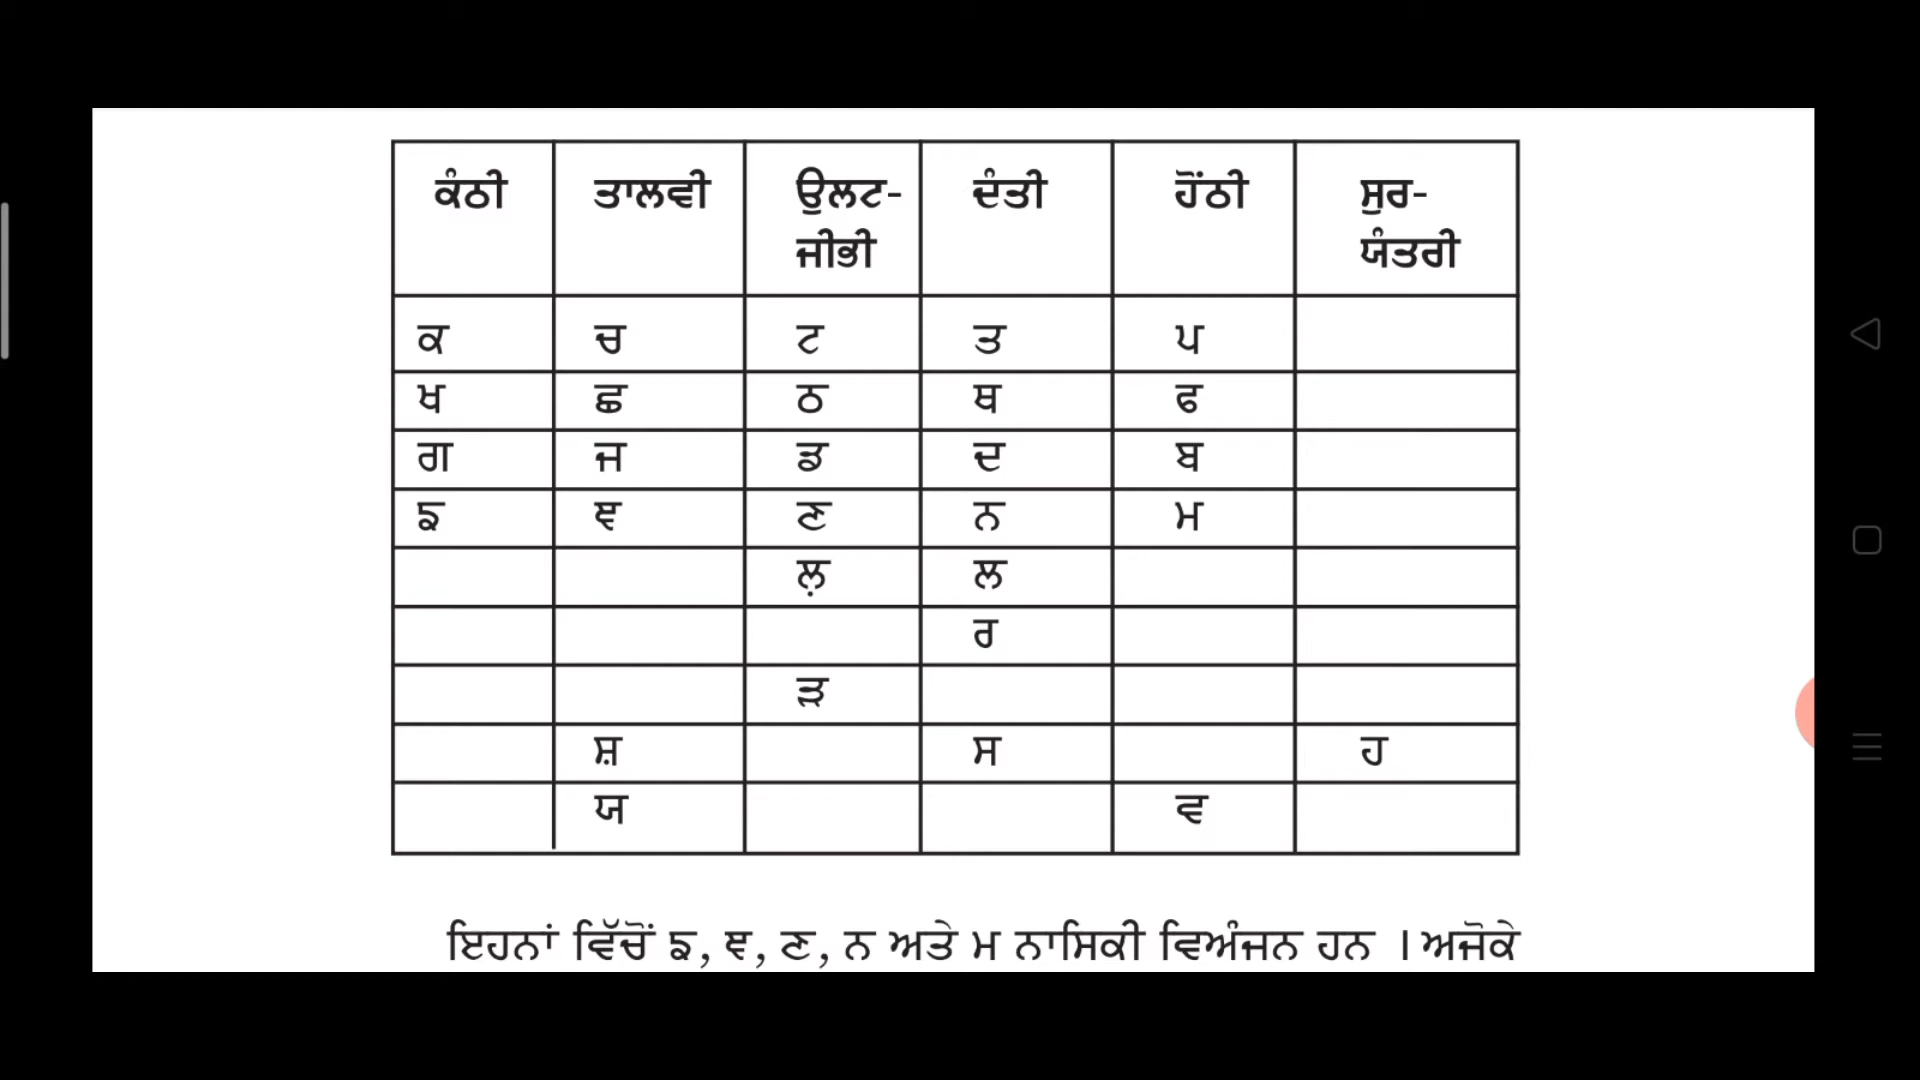 ਕੰਠੀ ਤਾਲਵੀ ਉਲਟ- ਦੰਤੀ ਹੋਂਠੀ ਸੁਰ-
ਜੀਭੀ ਯੰਤਰੀ
ਕ ਚ ਟ ਤ ਪ
ਖ ਛ ਠ ਥ ਫ
ਗ ਜ ਡ ਦ ਬ
ਙ ਞ ਣ ਨ ਮ
ਲ਼ ਲ
ਰ
ੜ
ਸ਼ ਸ ਹ
ਯ ਵ
ਇਹਨਾਂ ਵਿੱਚੋਂ ਙ, ਞ, ਣ, ਨ ਅਤੇ ਮ ਨਾਸਿਕੀ ਵਿਅੰਜਨ ਹਨ । ਅਜੋਕੇ